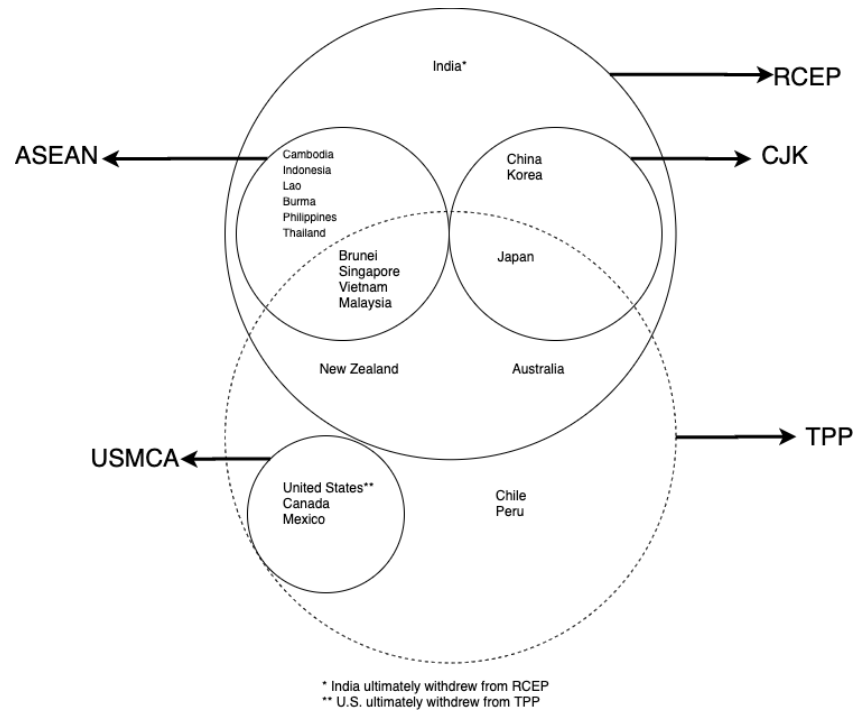 India*
RCEP
ASEAN
CJK
Cambodia
Indonesia
Lao
Burma
Philippines
Thailand
China
Korea
Brunei
Singapore
Vietnam
Malaysia
Japan
New Zealand
Australia
TPP
USMCA
United States**
Canada
Mexico
Chile
Peru
* India ultimately withdrew from RCEP
** U.S. ultimately withdrew from TPP